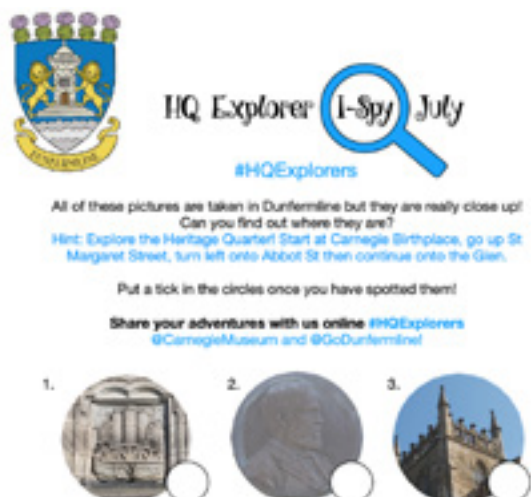 DUNFERMLINE
HQ Explorer i-Spy July
#HQExplorers
All of these pictures are taken in Dunfermline but they are really close up!
Can you find out where they are?
Hint: Explore the Heritage Quarter! Start at Carnegie Birthplace, go up St
Margaret Street, turn left onto Abbot St then continue onto the Glen.
Put a tick in the circles once you have spotted them!
Share your adventures with us online #HQExplorers
@CarnegieMuseum and @GoDunfermline!
1.
2.
3.